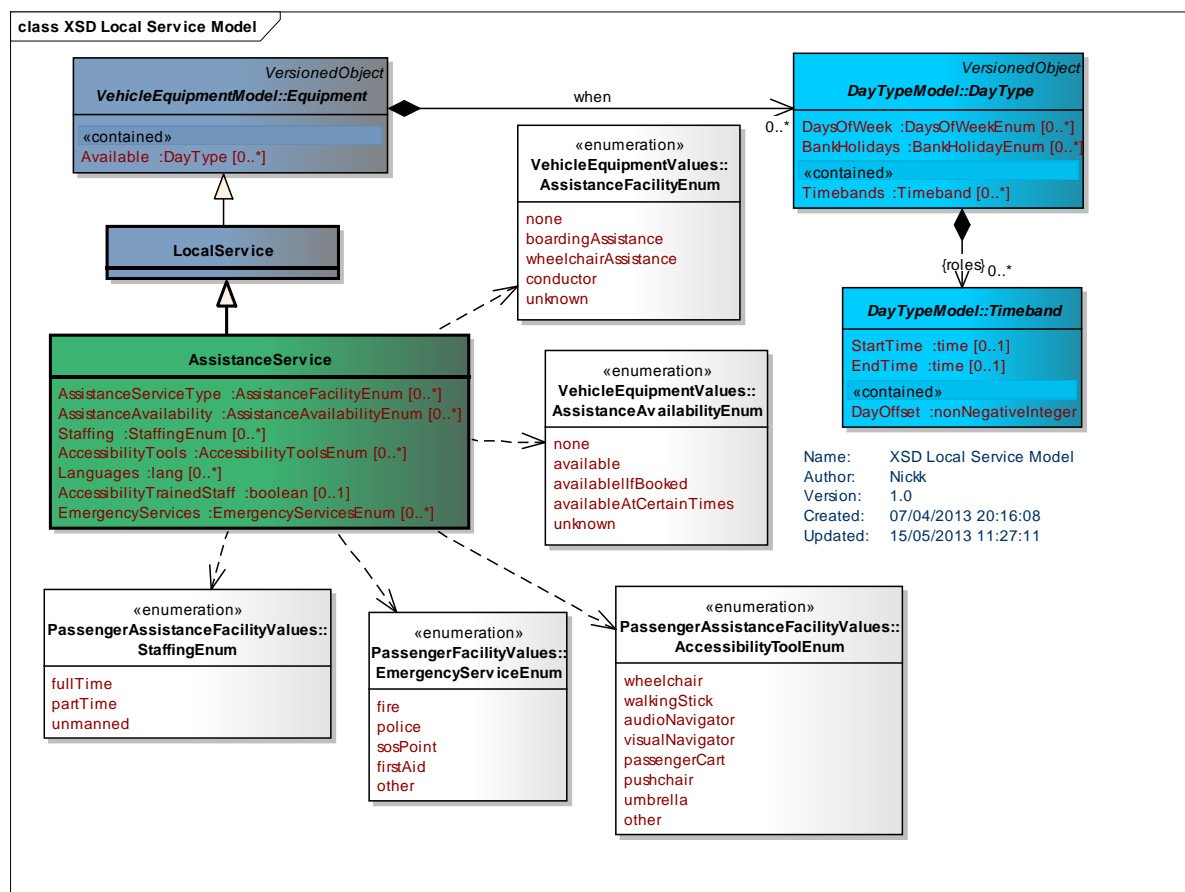 class XSD Local Service Model
VersionedObject
VehicleEquipmentModel::Equipment
«contained»
Available :DayType [0..*]
when
0..*
VersionedObject
DayTypeModel::DayType
DaysOfWeek :DaysOfWeekEnum [0..*]
BankHolidays :BankHolidayEnum [0..*]
«contained»
Timebands :Timeband [0..*]
«enumeration»
VehicleEquipmentValues::
AssistanceFacilityEnum
none
boardingAssistance
wheelchairAssistance
conductor
unknown
LocalService
{roles}
0..*
DayTypeModel::Timeband
StartTime :time [0..1]
EndTime :time [0..1]
«contained»
DayOffset :nonNegativeInteger
AssistanceService
AssistanceServiceType :AssistanceFacilityEnum [0..*]
AssistanceAvailability :AssistanceAvailabilityEnum [0..*]
Staffing :StaffingEnum [0..*]
AccessibilityTools :AccessibilityToolsEnum [0..*]
Languages :lang [0..*]
AccessibilityTrainedStaff :boolean [0..1]
EmergencyServices :EmergencyServicesEnum [0..*]
«enumeration»
VehicleEquipmentValues::
AssistanceAvailabilityEnum
none
available
availableIIfBooked
availableAtCertainTimes
unknown
Name: XSD Local Service Model
Author: Nickk
Version: 1.0
Created: 07/04/2013 20:16:08
Updated: 15/05/2013 11:27:11
«enumeration»
PassengerAssistanceFacilityValues::
StaffingEnum
fullTime
partTime
unmanned
«enumeration»
PassengerFacilityValues::
EmergencyServiceEnum
fire
police
sosPoint
firstAid
other
«enumeration»
PassengerAssistanceFacilityValues::
AccessibilityToolEnum
wheelchair
walkingStick
audioNavigator
visualNavigator
passengerCart
pushchair
umbrella
other